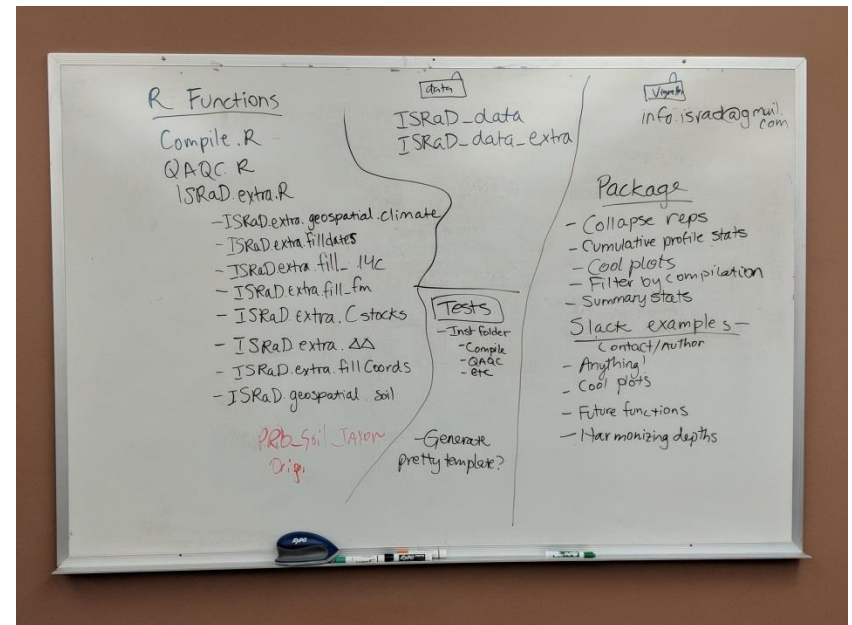 R Functions
Compile.R
QAQC.R
ISRaD.extra.R
-ISRaD.extra.geospatial.climate
-ISRaD.extra.filldates
-ISRaD.extra.fill_14c
-ISRaD.extra.fill_fm
-ISRaD.extra.Cstocks
-ISRaD.extra.ΔΔ
-ISRaD.extra.fillCoords
-ISRaD.geospatial.soil
Orig.
data
ISRaD_data
ISRaD_data_extra
Tests
-Inst folder
-Compile
-QAQC
-etc
-Generate
pretty template?
info.israd@gmail.
com
Package
-Collapse reps
-Cumulative profile stats
-Cool plots
-Filter by compilation
-Summary stats
Slack examples-
Contact/Author
-Anything!
-Cool plots
-Future functions
-Harmonizing depths
EXPO